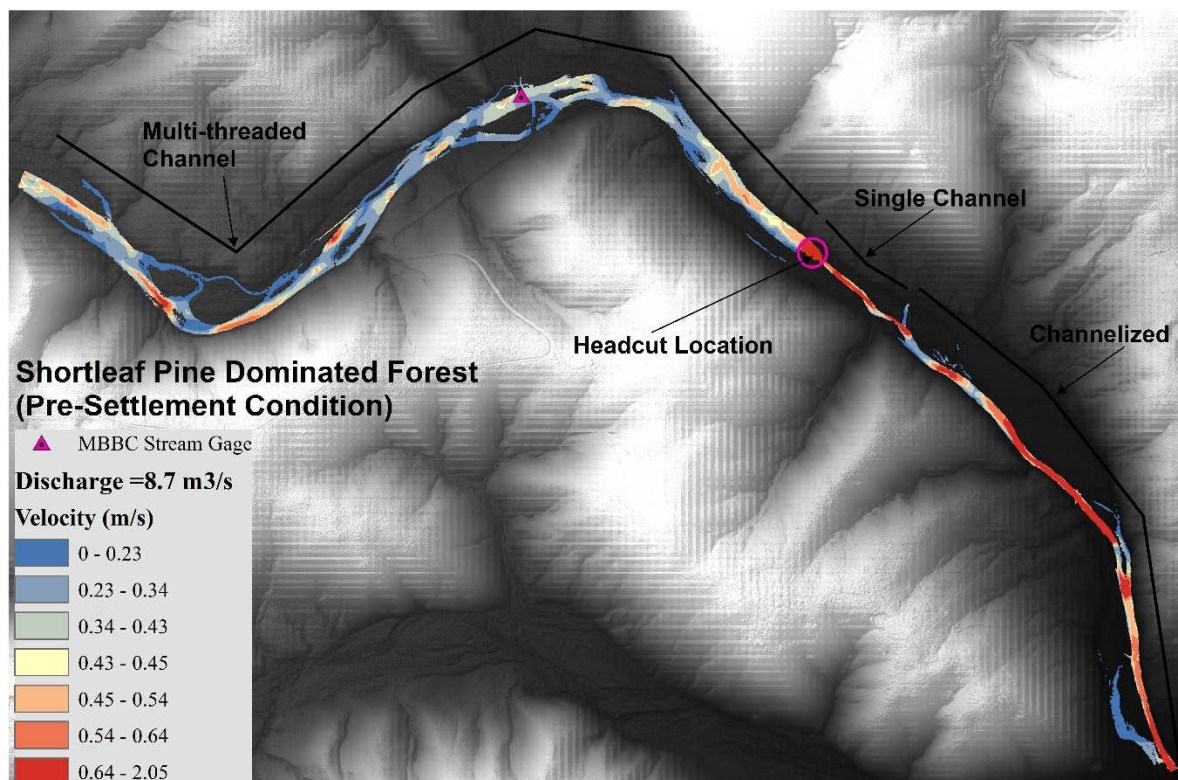 Multi-threaded
Channel
Single Channel
Headcut Location
Channelized
Shortleaf Pine Dominated Forest
(Pre-Settlement Condition)
MBBC Stream Gage
Discharge =8.7 m3/s
Velocity (m/s)
0 - 0.23
0.23 - 0.34
0.34 - 0.43
0.43 - 0.45
0.45 - 0.54
0.54 - 0.64
0.64 - 2.05